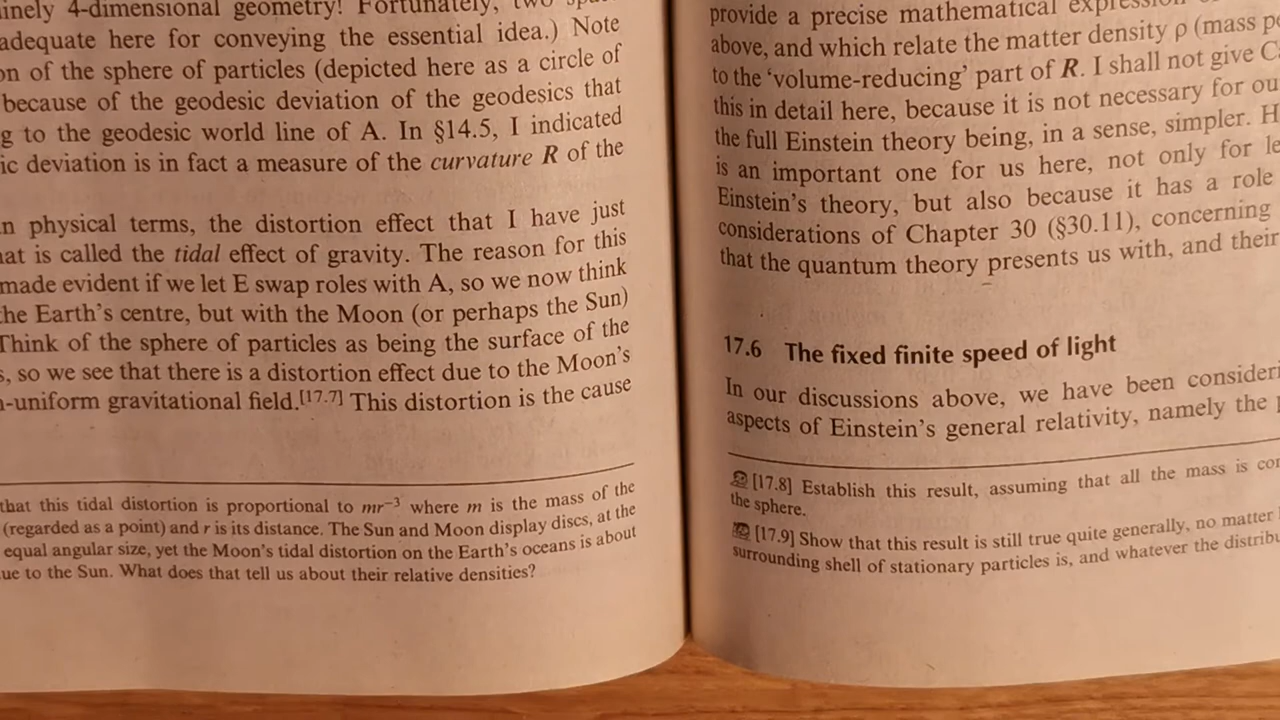 4-dimensional geometry! Fortunately, two
adequate here for conveying the essential idea.) Note
on of the sphere of particles (depicted here as a circle of
because of the geodesic deviation of the geodesics that
g to the geodesic world line of A. In §14.5, I indicated
ic deviation is in fact a measure of the curvature R of the
n physical terms, the distortion effect that I have just
at is called the tidal effect of gravity. The reason for this
made evident if we let E swap roles with A, so we now think
the Earth's centre, but with the Moon (or perhaps the Sun)
Think of the sphere of particles as being the surface of the
s, so we see that there is a distortion effect due to the Moon's
-uniform gravitational field.[17.7] This distortion is the cause
that this tidal distortion is proportional to mr⁻³ where m is the mass of the
(regarded as a point) and r is its distance. The Sun and Moon display discs, at the
equal angular size, yet the Moon's tidal distortion on the Earth's oceans is about
ue to the Sun. What does that tell us about their relative densities?
provide a precise mathematical expression
above, and which relate the matter density ρ (mass
to the 'volume-reducing' part of R. I shall not give
this in detail here, because it is not necessary for
the full Einstein theory being, in a sense, simpler.
is an important one for us here, not only for
Einstein's theory, but also because it has a role
considerations of Chapter 30 (§30.11), concerning
that the quantum theory presents us with, and their
17.6 The fixed finite speed of light
In our discussions above, we have been consideri
aspects of Einstein's general relativity, namely the
[17.8] Establish this result, assuming that all the mass is
the sphere.
[17.9] Show that this result is still true quite generally, no matter
surrounding shell of stationary particles is, and whatever the distribu